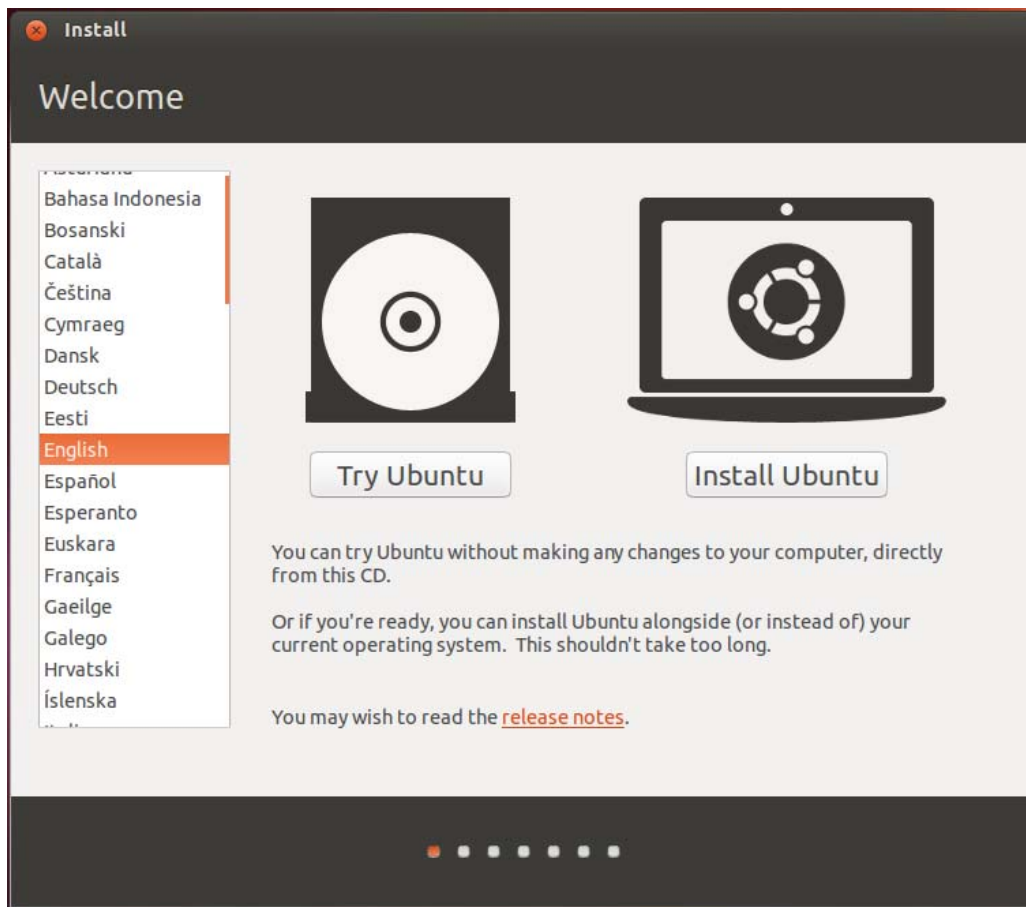 Install
Welcome
Bahasa Indonesia
Bosanski
Català
Čeština
Cymraeg
Dansk
Deutsch
Eesti
English
Español
Esperanto
Euskara
Français
Gaeilge
Galego
Hrvatski
Íslenska
Try Ubuntu
Install Ubuntu
You can try Ubuntu without making any changes to your computer, directly
from this CD.
Or if you're ready, you can install Ubuntu alongside (or instead of) your
current operating system.  This shouldn't take too long.
You may wish to read the release notes.